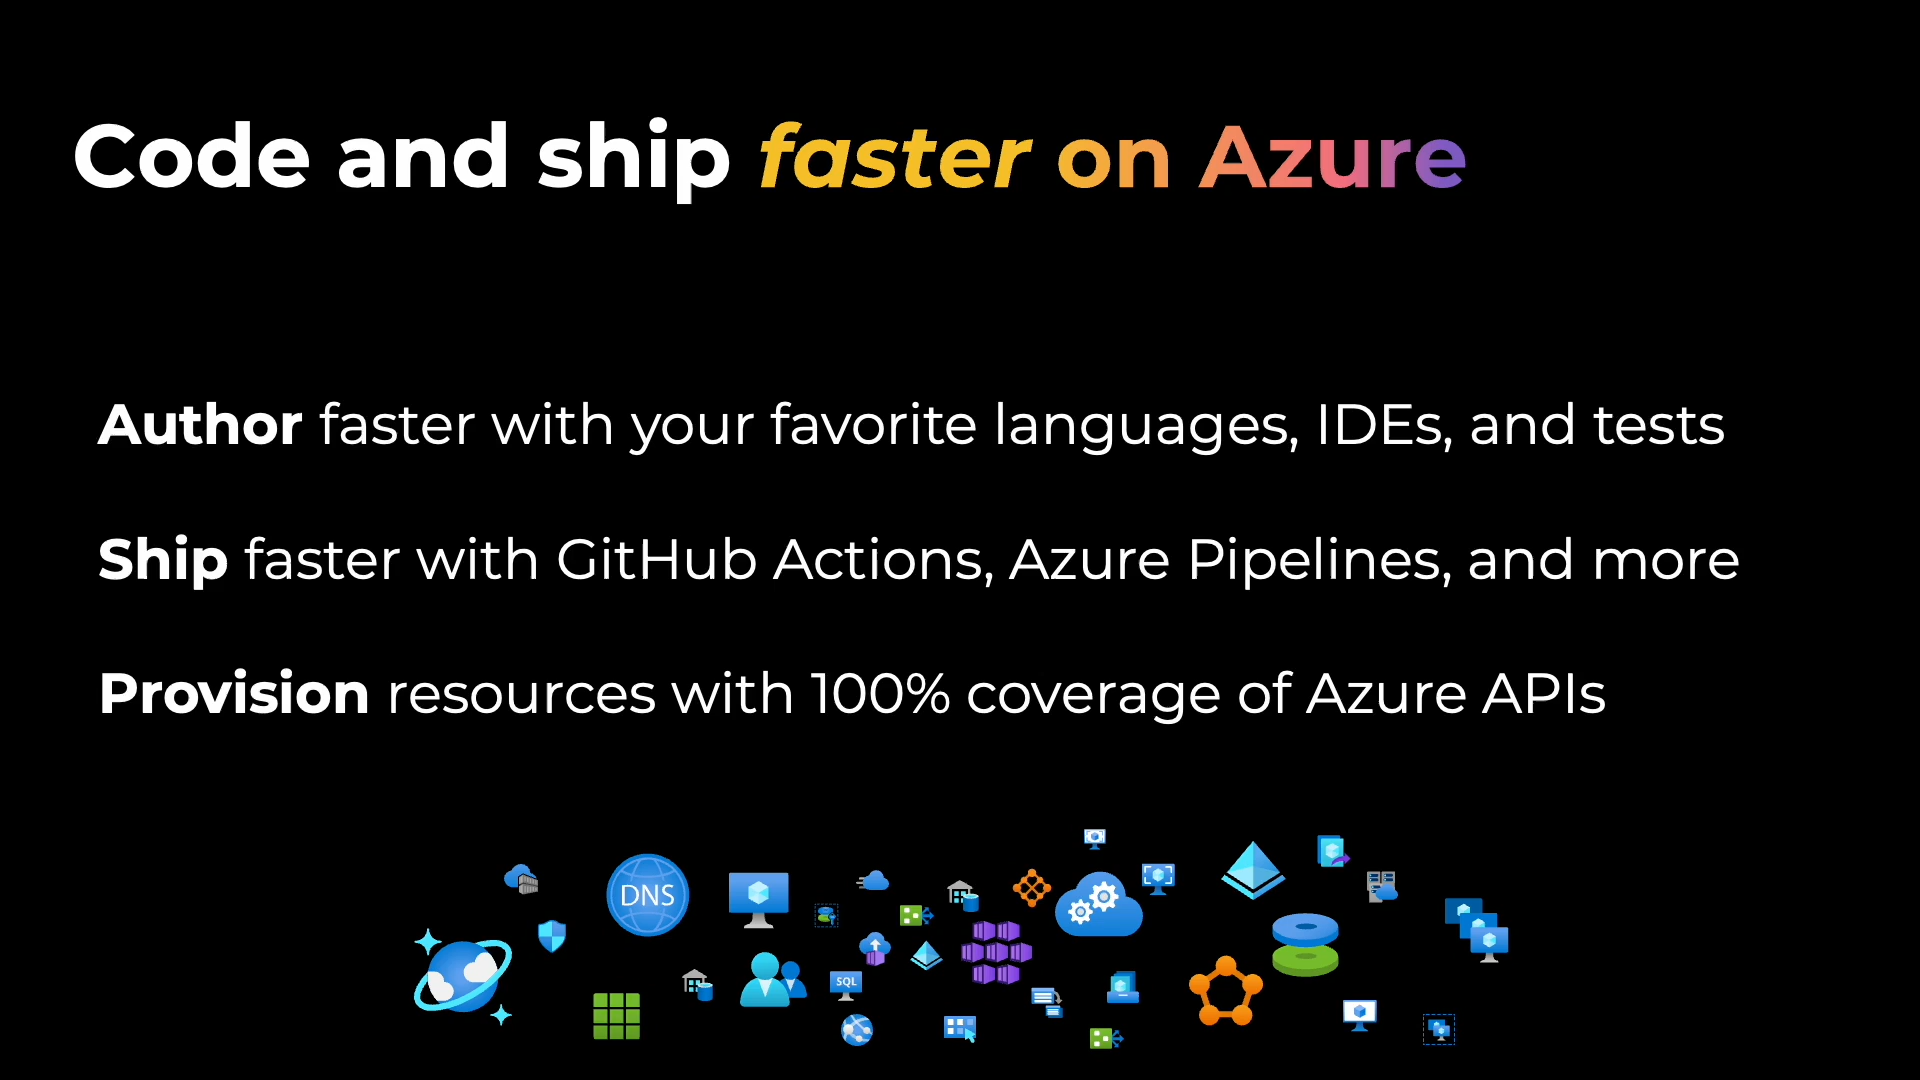 Code and ship faster on Azure
Author faster with your favorite languages, IDEs, and tests
Ship faster with GitHub Actions, Azure Pipelines, and more
Provision resources with 100% coverage of Azure APIs
DNS
SQL